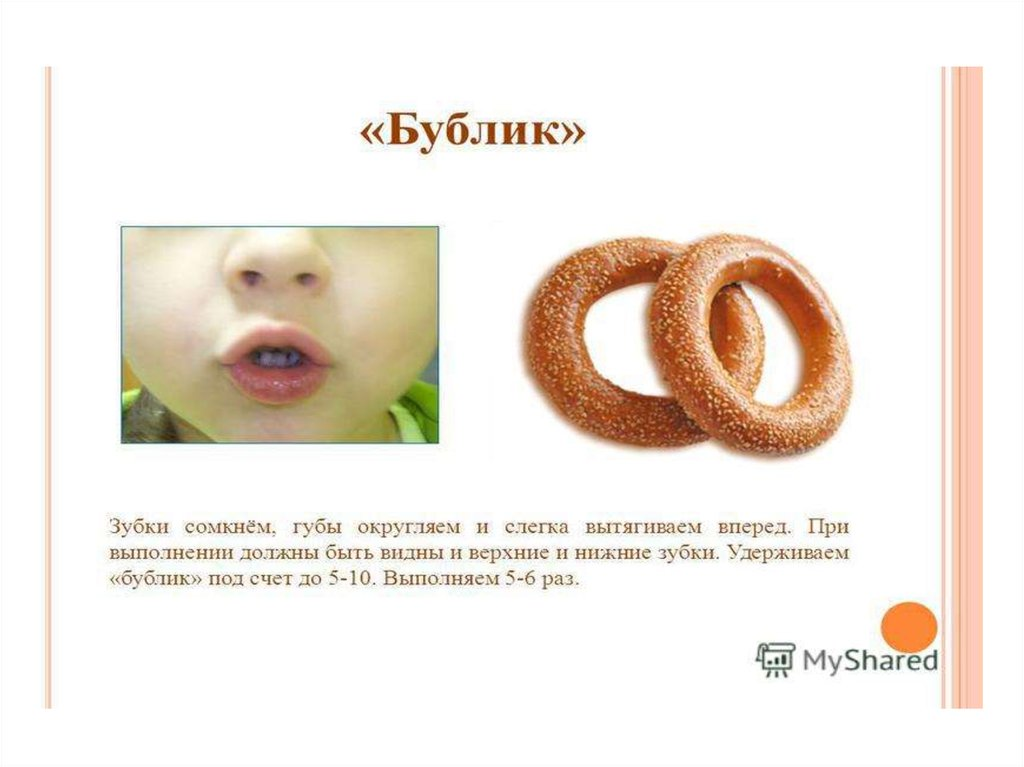 «Бублик»
Зубки сомкнём, губы округляем и слегка вытягиваем вперед. При
выполнении должны быть видны и верхние и нижние зубки. Удерживаем
«бублик» под счет до 5-10. Выполняем 5-6 раз.
MyShared